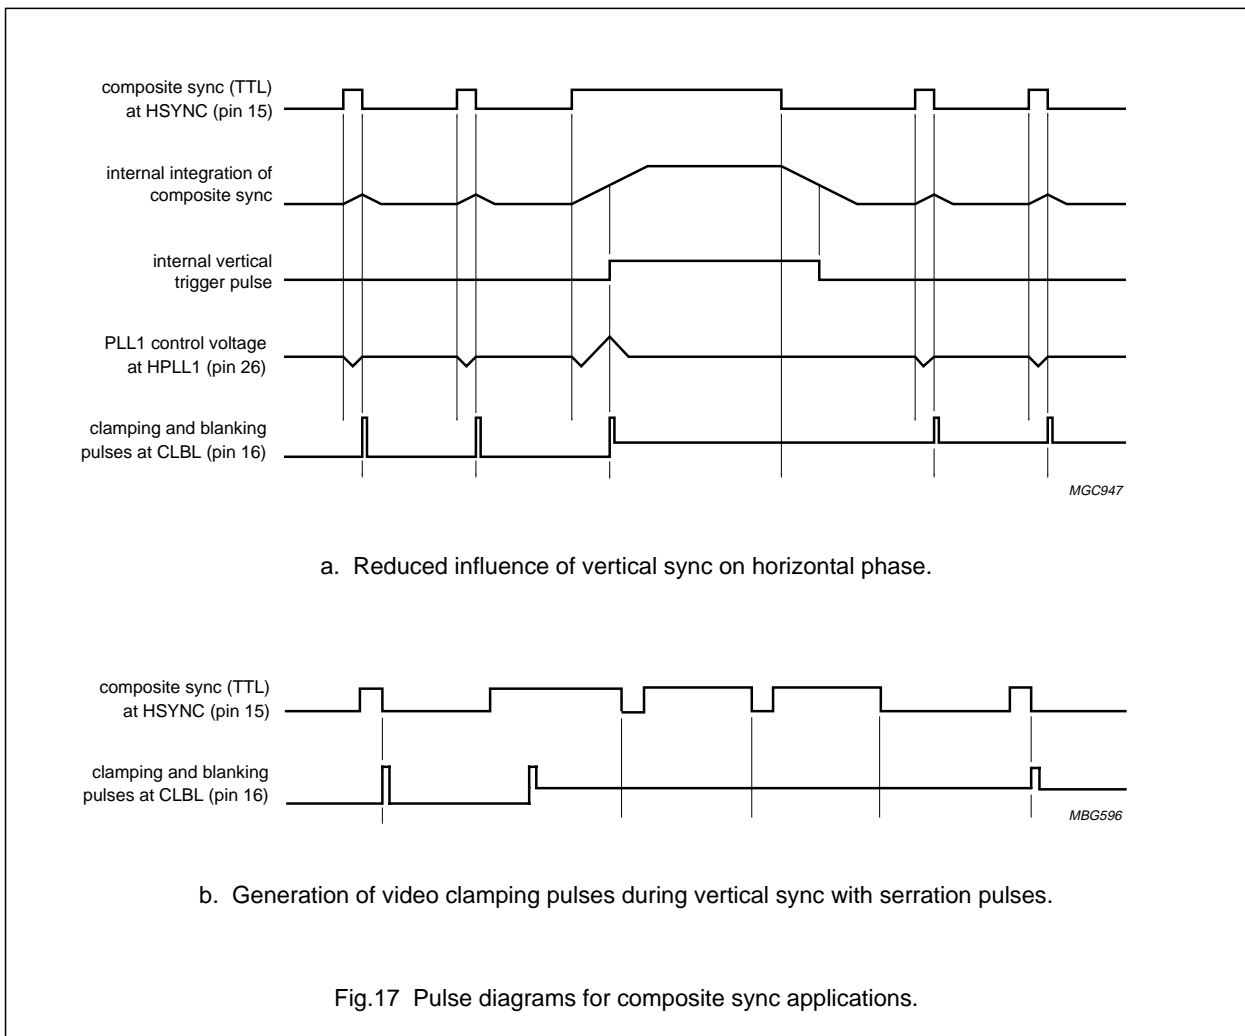 composite sync (TTL)
at HSYNC (pin 15)
internal integration of
composite sync
internal vertical
trigger pulse
PLL1 control voltage
at HPLL1 (pin 26)
clamping and blanking
pulses at CLBL (pin 16)
MGC947
a. Reduced influence of vertical sync on horizontal phase.
composite sync (TTL)
at HSYNC (pin 15)
clamping and blanking
pulses at CLBL (pin 16)
MBG596
b. Generation of video clamping pulses during vertical sync with serration pulses.
Fig.17 Pulse diagrams for composite sync applications.